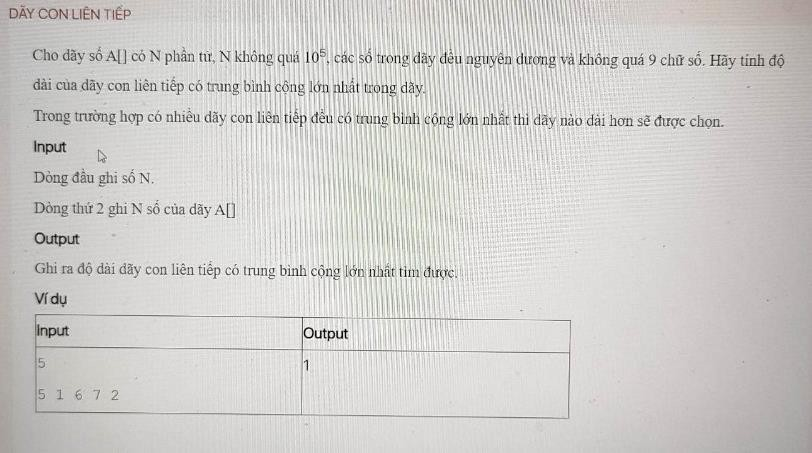 DÃY CON LIÊN TIẾP
Cho dãy số A[] có N phần tử, N không quá 10⁵, các số trong dãy đều nguyên dương và không quá 9 chữ số. Hãy tính độ
dài của dãy con liên tiếp có trung bình cộng lớn nhất trong dãy.
Trong trường hợp có nhiều dãy con liên tiếp đều có trung bình cộng lớn nhất thì dãy nào dài hơn sẽ được chọn.
Input
Dòng đầu ghi số N.
Dòng thứ 2 ghi N số của dãy A[]
Output
Ghi ra độ dài dãy con liên tiếp có trung bình cộng lớn nhất tìm được.
Ví dụ
Input Output
5 1
5 1 6 7 2